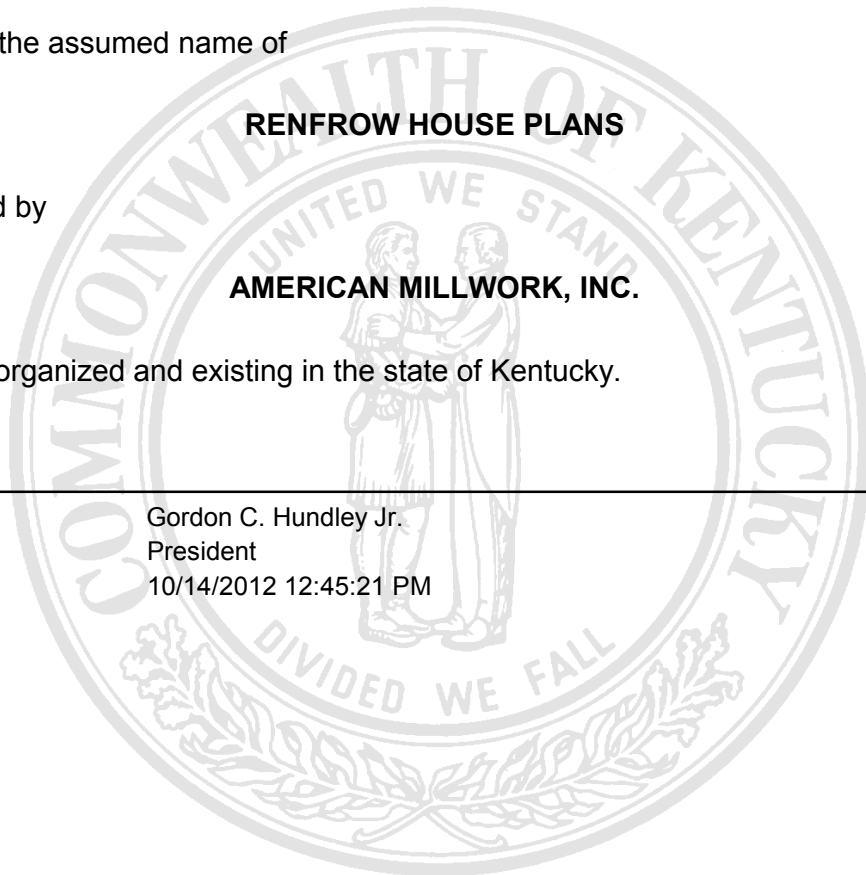 the assumed name of
RENFROW HOUSE PLANS
d by
AMERICAN MILLWORK, INC.
organized and existing in the state of Kentucky.
Gordon C. Hundley Jr.
President
10/14/2012 12:45:21 PM
COMMONWEALTH OF KENTUCKY
UNITED WE STAND
DIVIDED WE FALL